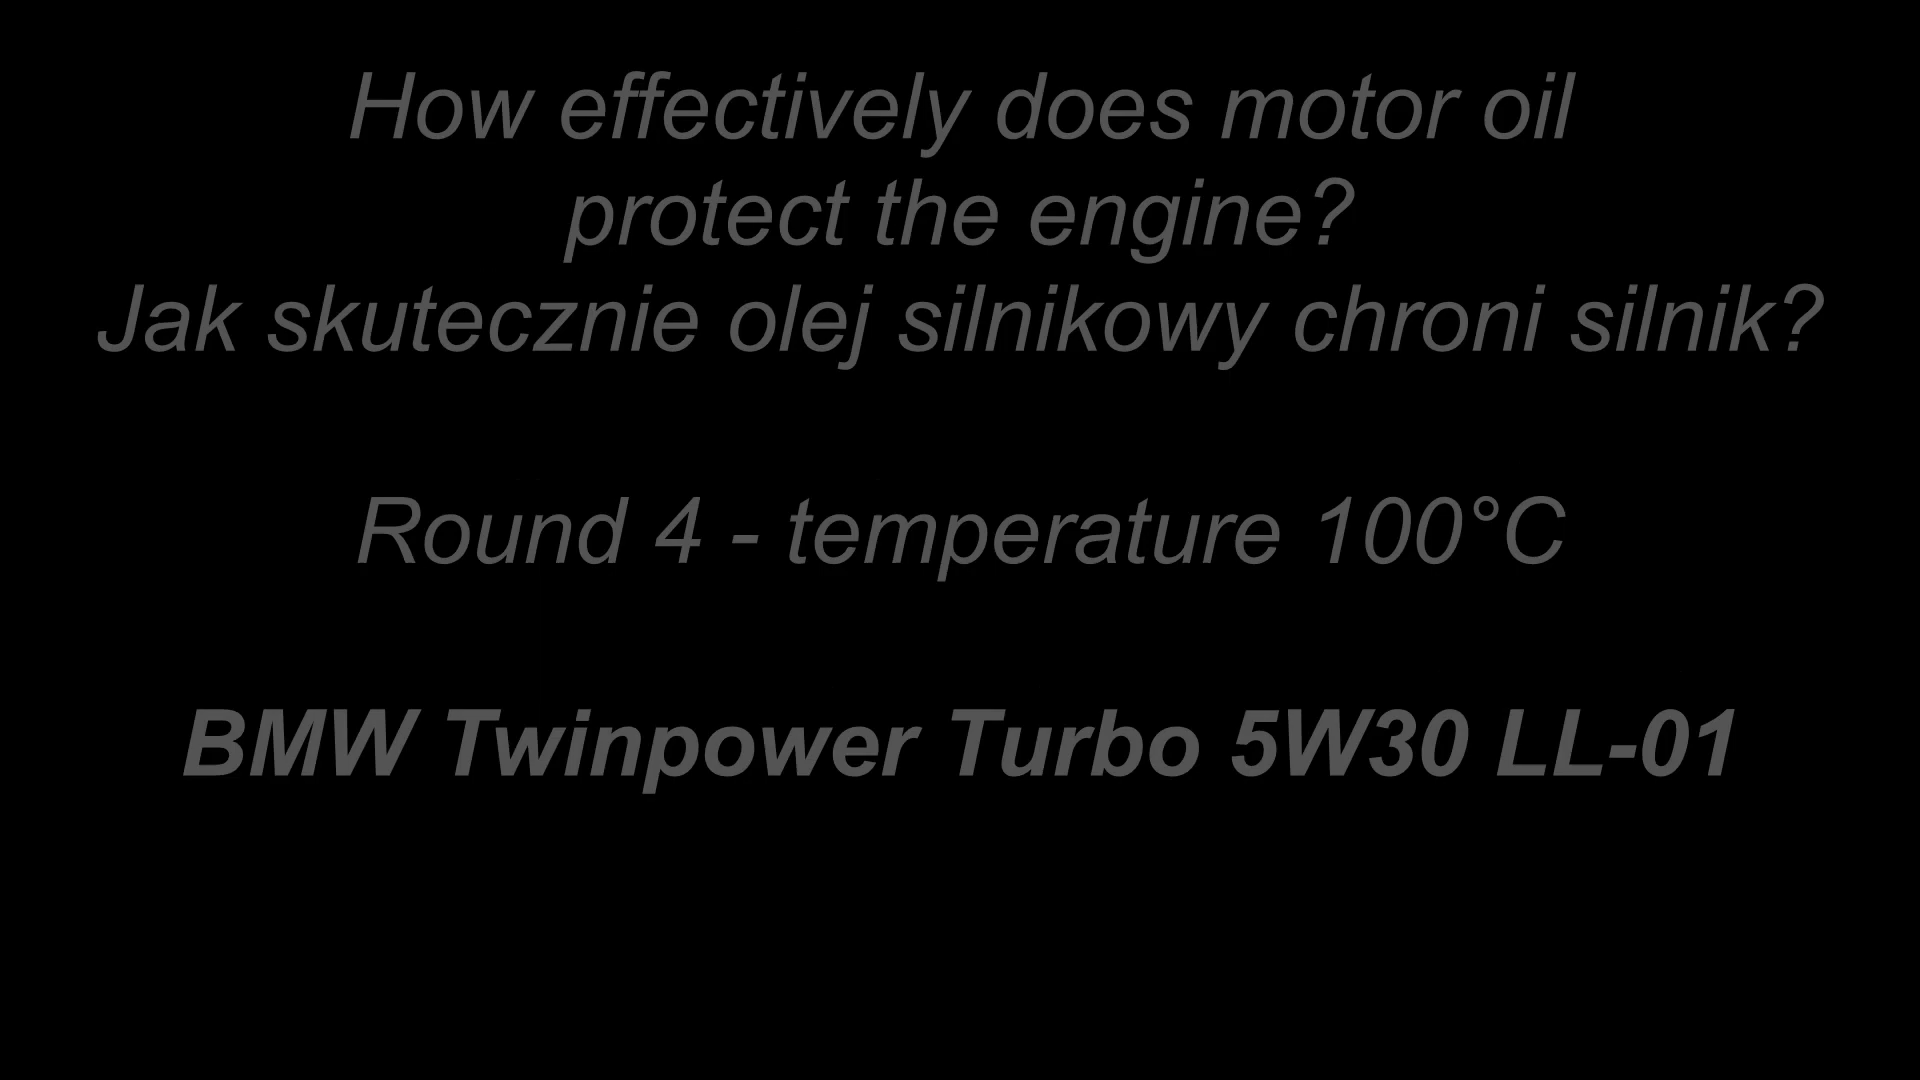 How effectively does motor oil
protect the engine?
Jak skutecznie olej silnikowy chroni silnik?
Round 4 - temperature 100°C
BMW Twinpower Turbo 5W30 LL-01